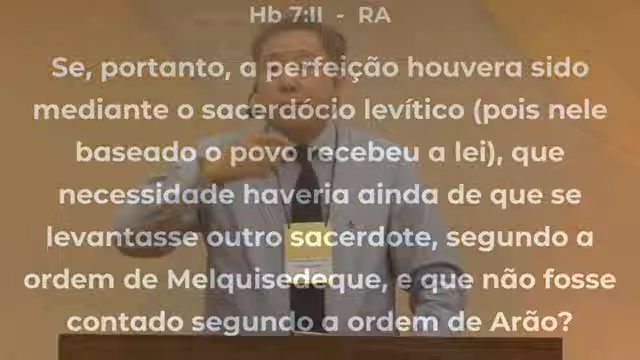 Hb 7:11 - RA
Se, portanto, a perfeição houvera sido
mediante o sacerdócio levítico (pois nele
baseado o povo recebeu a lei), que
necessidade haveria ainda de que se
levantasse outro sacerdote, segundo a
ordem de Melquisedeque, e que não fosse
contado segundo a ordem de Arão?